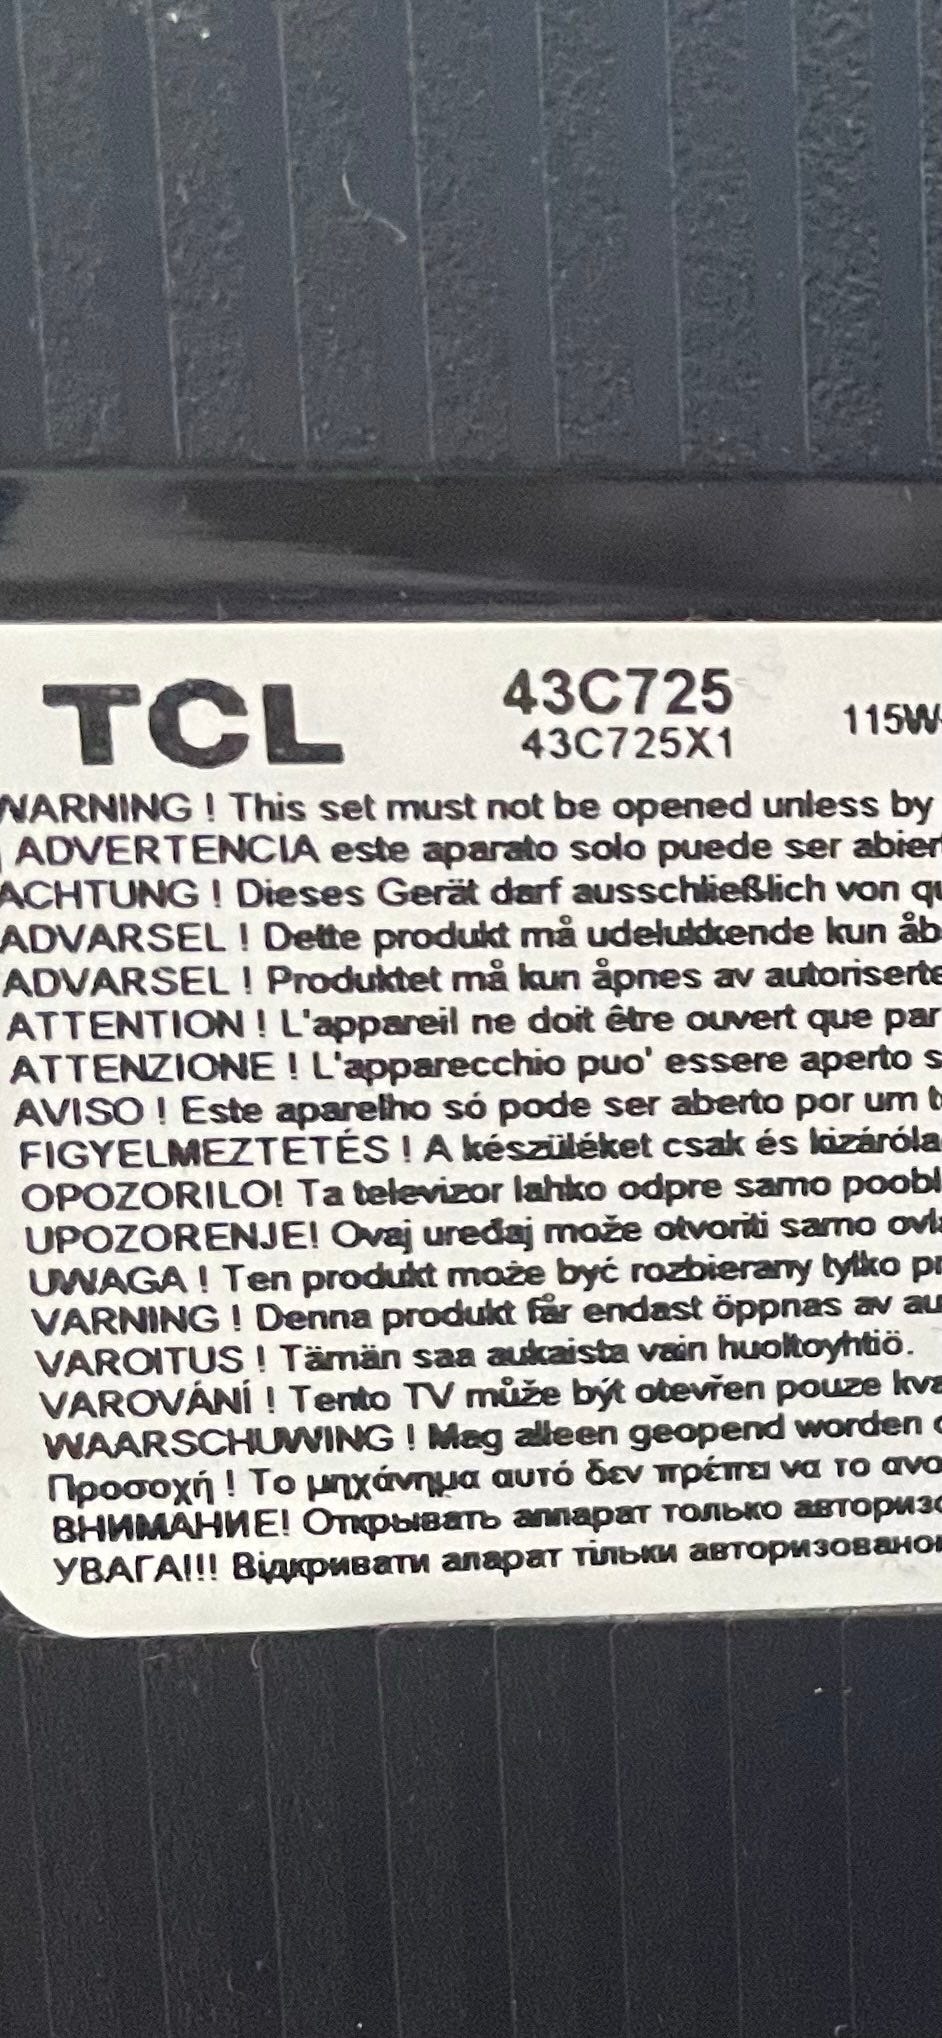 TCL 43C725 115W
43C725X1
WARNING ! This set must not be opened unless by
ADVERTENCIA este aparato solo puede ser abier
ACHTUNG ! Dieses Gerät darf ausschließlich von qu
ADVARSEL ! Dette produkt må udelukkende kun åb
ADVARSEL ! Produktet må kun åpnes av autoriserte
ATTENTION ! L'appareil ne doit être ouvert que par
ATTENZIONE ! L'apparecchio puo' essere aperto s
AVISO ! Este aparelho só pode ser aberto por um t
FIGYELMEZTETÉS ! A készüléket csak és kizáróla
OPOZORILO! Ta televizor lahko odpre samo poobl
UPOZORENJE! Ovaj uređaj može otvoriti samo ovla
UWAGA ! Ten produkt może być rozbierany tylko pr
VARNING ! Denna produkt får endast öppnas av au
VAROITUS ! Tämän saa aukaista vain huoltoyhtiö.
VAROVÁNÍ ! Tento TV může být otevřen pouze kva
WAARSCHUWING ! Mag alleen geopend worden
Προσοχή ! Το μηχάνημα αυτό δεν πρέπει να το ανο
ВНИМАНИЕ! Открывать аппарат только авторизо
УВАГА!!! Відкривати апарат тільки авторизованою